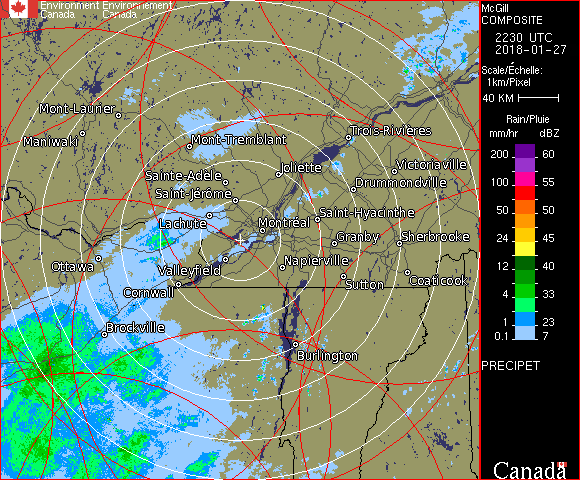 Environment Environnement
Canada Canada
McGill
COMPOSITE
2230 UTC
2018-01-27
Scale/Échelle:
1km/Pixel
40 KM
Rain/Pluie
mm/hr dBZ
200 60
100 55
50 50
24 45
12 40
4 33
1 23
0.1 7
PRECIPET
Canada
Mont-Laurier
Maniwaki
Mont-Tremblant
Trois-Rivières
Sainte-Adèle
Joliette
Victoriaville
Saint-Jérôme
Drummondville
Lachute
Saint-Hyacinthe
Montréal
Granby
Sherbrooke
Ottawa
Valleyfield
Napierville
Cornwall
Sutton
Coaticook
Brockville
Burlington